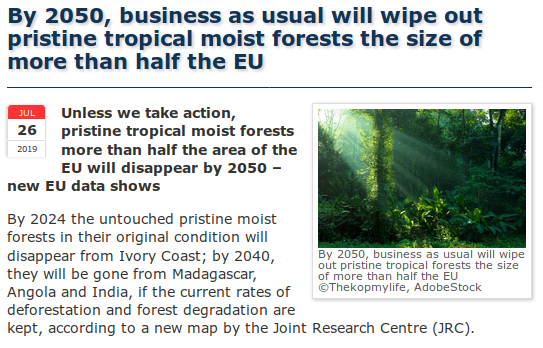 By 2050, business as usual will wipe out
pristine tropical moist forests the size of
more than half the EU
JUL
26
2019
Unless we take action,
pristine tropical moist forests
more than half the area of the
EU will disappear by 2050 –
new EU data shows
By 2050, business as usual will wipe
out pristine tropical forests the size
of more than half the EU
©Thekopmylife, AdobeStock
By 2024 the untouched pristine moist
forests in their original condition will
disappear from Ivory Coast; by 2040,
they will be gone from Madagascar,
Angola and India, if the current rates of
deforestation and forest degradation are
kept, according to a new map by the Joint Research Centre (JRC).